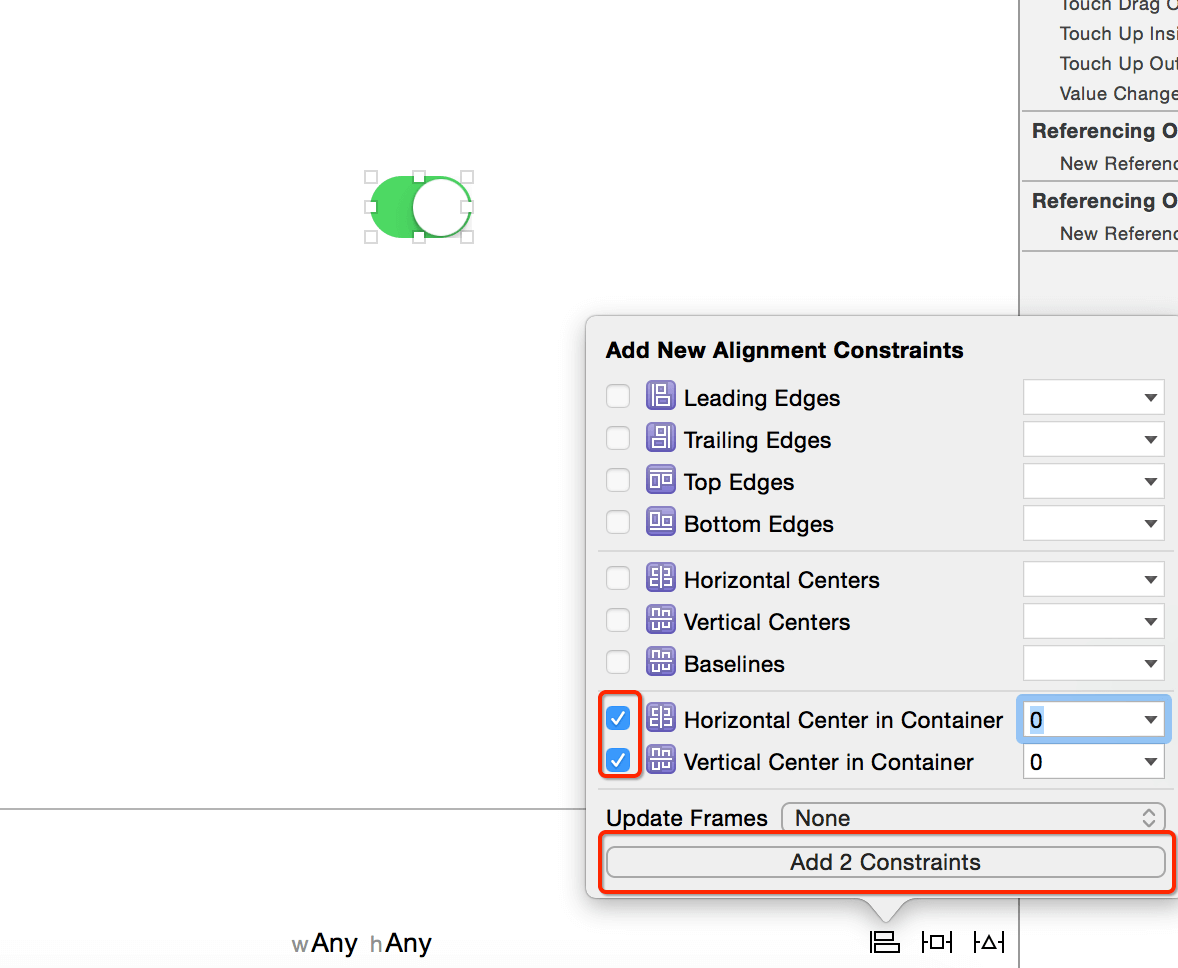 Touch Drag O
Touch Up Insi
Touch Up Out
Value Change
Referencing O
New Referenc
Referencing O
New Referenc
Add New Alignment Constraints
Leading Edges
Trailing Edges
Top Edges
Bottom Edges
Horizontal Centers
Vertical Centers
Baselines
Horizontal Center in Container 0
Vertical Center in Container 0
Update Frames None
Add 2 Constraints
wAny hAny